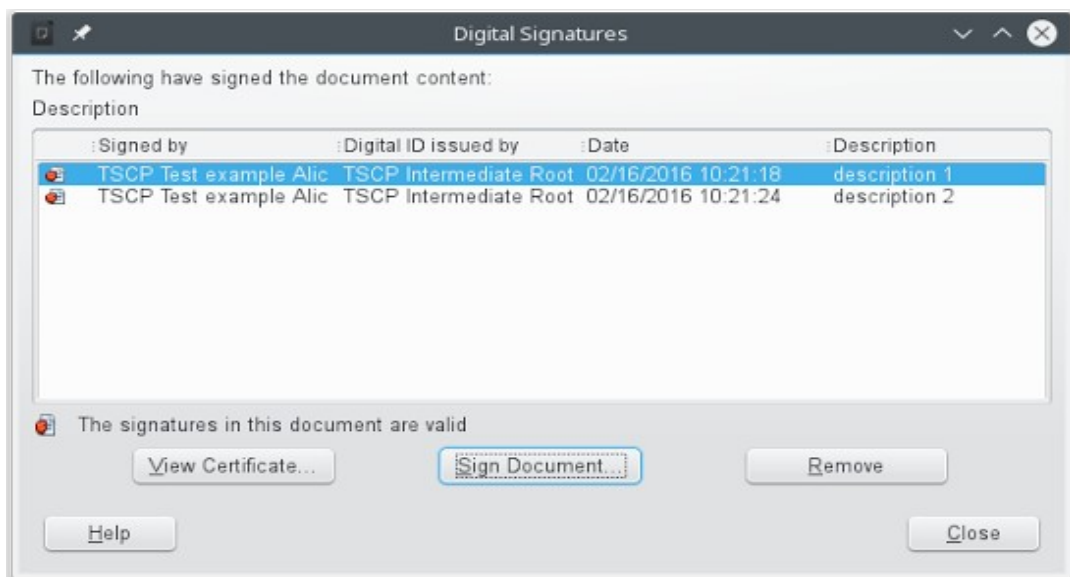 Digital Signatures
The following have signed the document content:
Description
Signed by Digital ID issued by Date Description
TSCP Test example Alic TSCP Intermediate Root 02/16/2016 10:21:18 description 1
TSCP Test example Alic TSCP Intermediate Root 02/16/2016 10:21:24 description 2
The signatures in this document are valid
View Certificate... Sign Document... Remove
Help Close